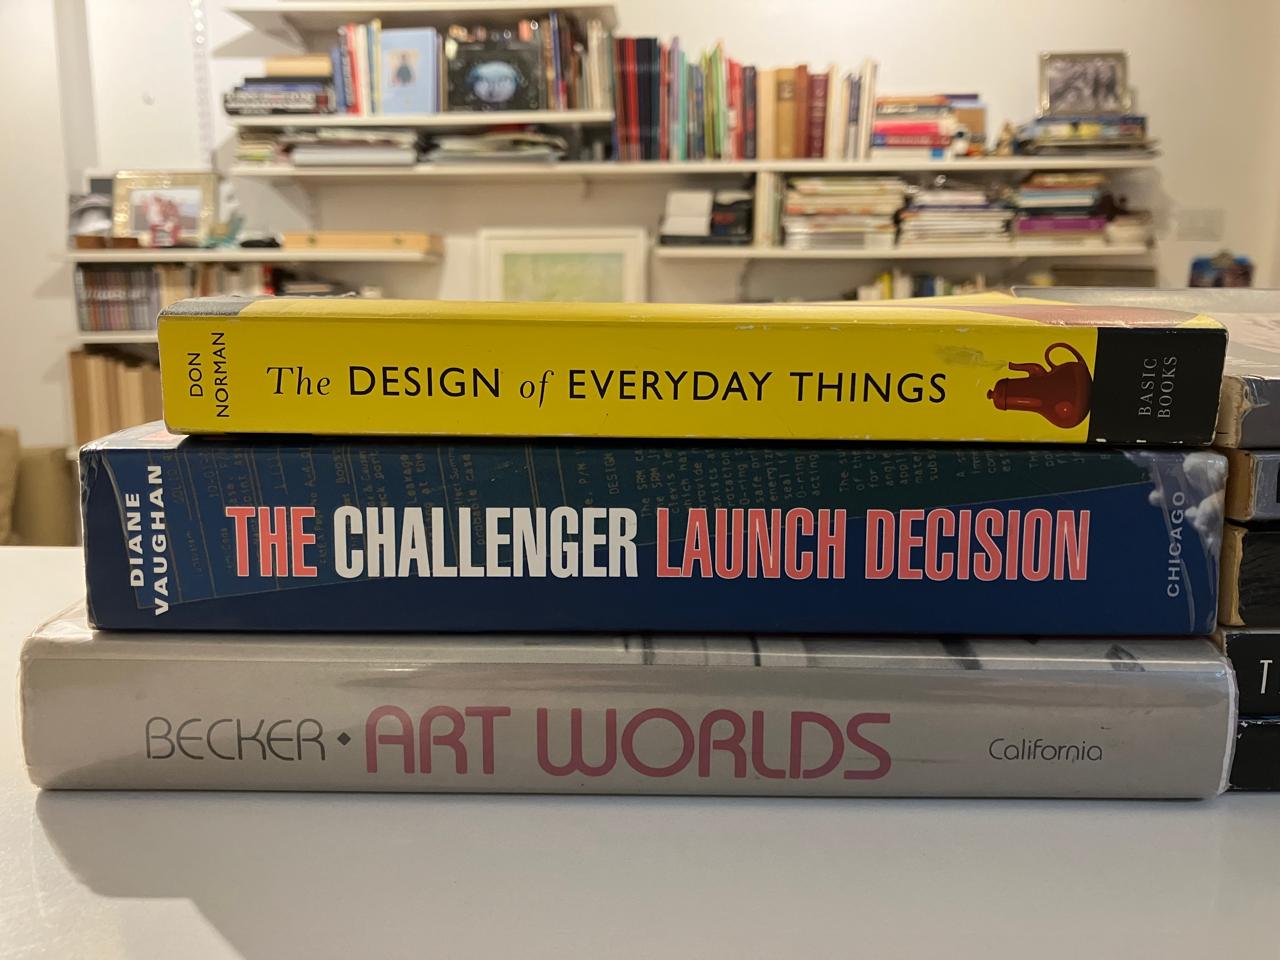 DON
NORMAN
The DESIGN of EVERYDAY THINGS
BASIC
BOOKS
DIANE
VAUGHAN
THE CHALLENGER LAUNCH DECISION
CHICAGO
BECKER ◆ ART WORLDS
California